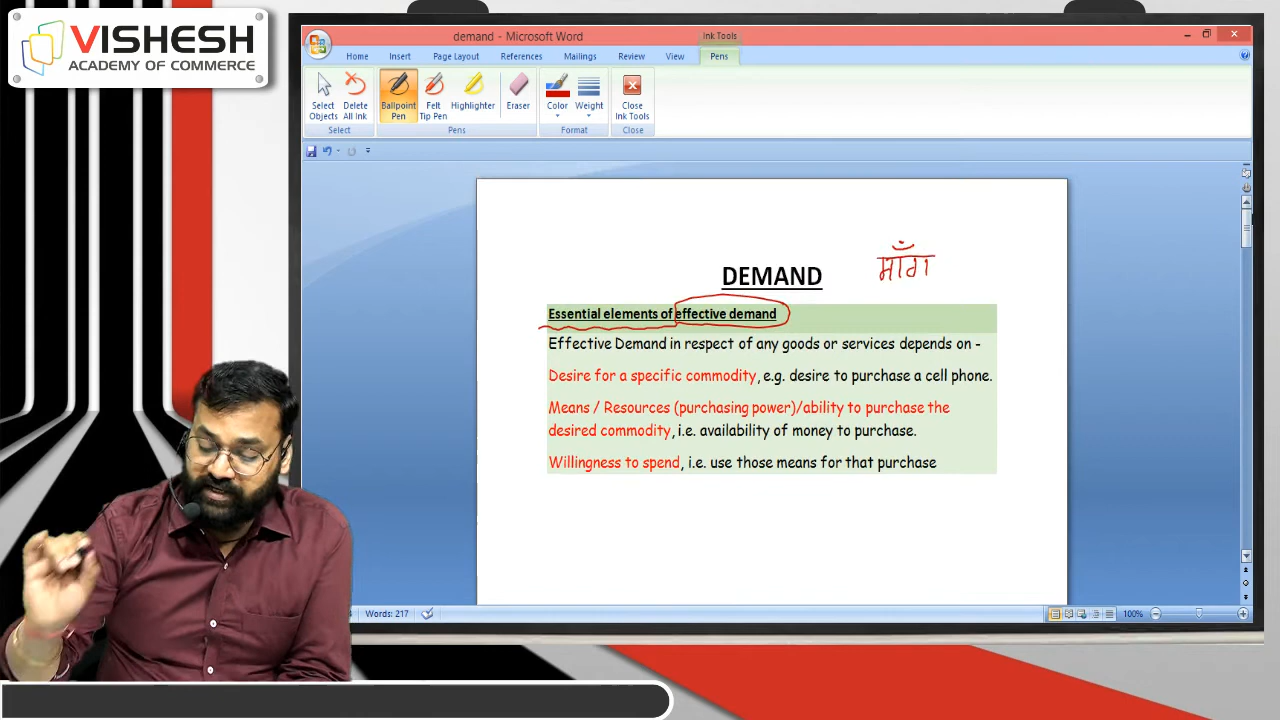 VISHESH
ACADEMY OF COMMERCE
demand - Microsoft Word
Ink Tools
Home Insert Page Layout References Mailings Review View Pens
Select Objects
Delete All Ink
Ballpoint Pen
Felt Tip Pen
Highlighter
Eraser
Color
Weight
Close Ink Tools
Select Pens Format Close
DEMAND
माँग
Essential elements of effective demand
Effective Demand in respect of any goods or services depends on -
Desire for a specific commodity, e.g. desire to purchase a cell phone.
Means / Resources (purchasing power)/ability to purchase the
desired commodity, i.e. availability of money to purchase.
Willingness to spend, i.e. use those means for that purchase
Words: 217
100%